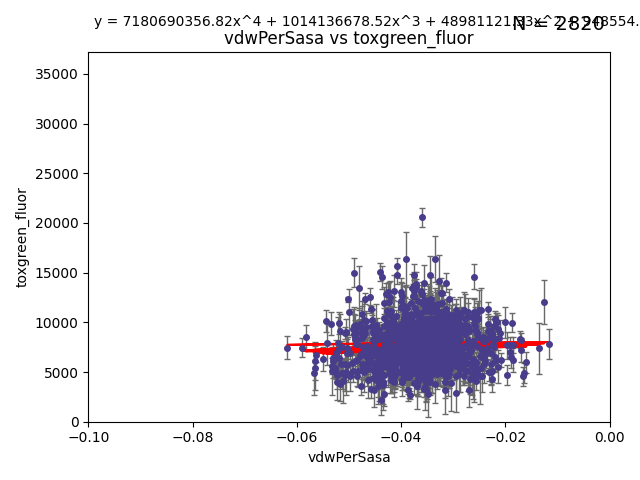 y = 7180690356.82x^4 + 1014136678.52x^3 + 48981121.
N = 2820
vdwPerSasa vs toxgreen_fluor
35000
30000
25000
20000
15000
10000
5000
0
toxgreen_fluor
−0.10
−0.08
−0.06
−0.04
−0.02
0.00
vdwPerSasa